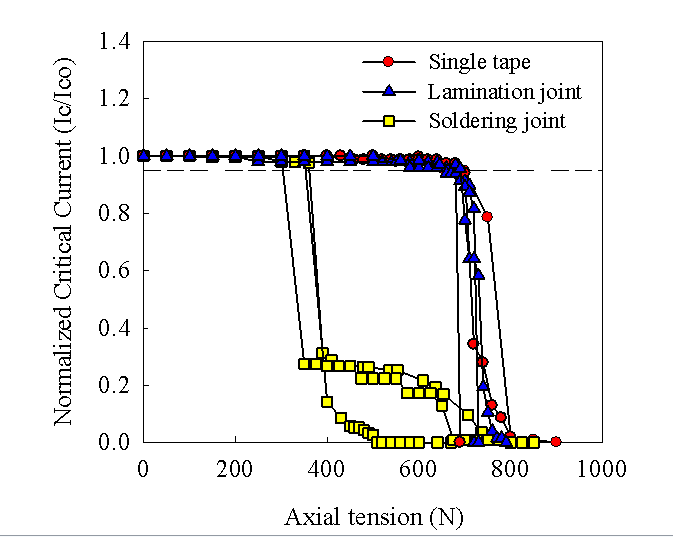 1.4
1.2
1.0
0.8
0.6
0.4
0.2
0.0
Normalized Critical Current (Ic/Ico)
Single tape
Lamination joint
Soldering joint
0 200 400 600 800 1000
Axial tension (N)